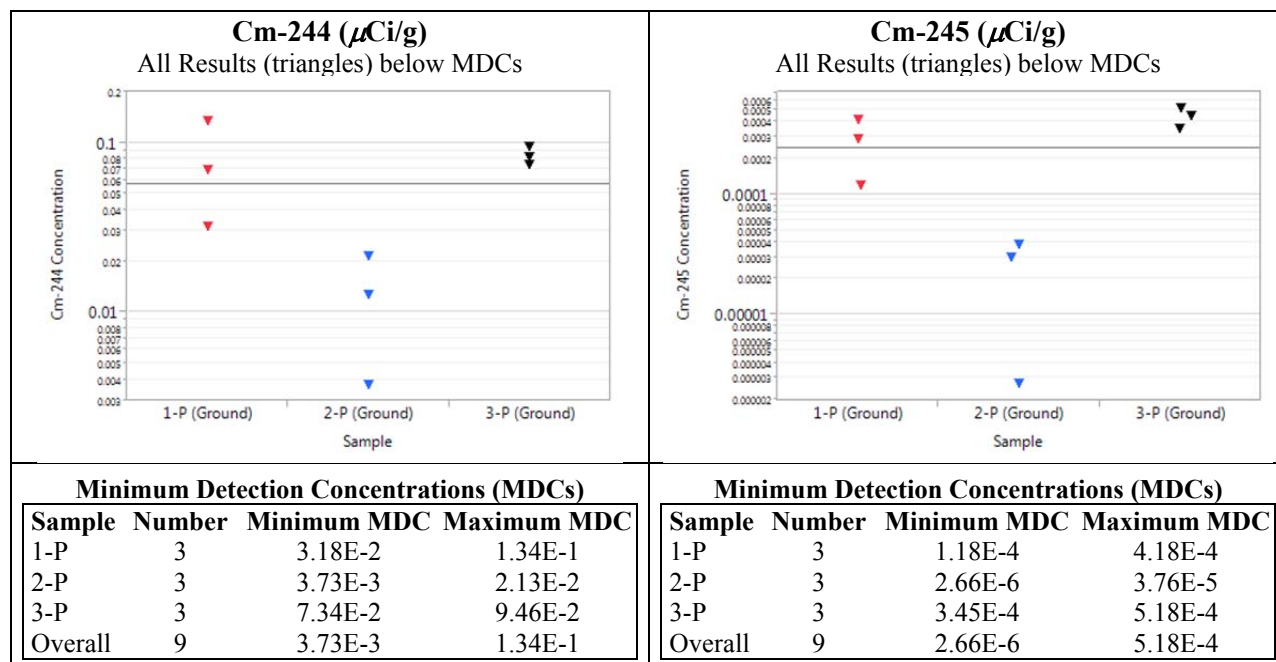 Cm-244 (μCi/g)
All Results (triangles) below MDCs
Cm-244 Concentration
0.2
0.1
0.08
0.07
0.06
0.05
0.04
0.03
0.02
0.01
0.008
0.007
0.006
0.005
0.004
0.003
1-P (Ground)
2-P (Ground)
3-P (Ground)
Sample
Minimum Detection Concentrations (MDCs)
Sample Number Minimum MDC Maximum MDC
1-P 3 3.18E-2 1.34E-1
2-P 3 3.73E-3 2.13E-2
3-P 3 7.34E-2 9.46E-2
Overall 9 3.73E-3 1.34E-1
Cm-245 (μCi/g)
All Results (triangles) below MDCs
Cm-245 Concentration
0.0006
0.0005
0.0004
0.0003
0.0002
0.0001
0.00008
0.00006
0.00005
0.00004
0.00003
0.00002
0.00001
0.000008
0.000006
0.000005
0.000004
0.000003
0.000002
1-P (Ground)
2-P (Ground)
3-P (Ground)
Sample
Minimum Detection Concentrations (MDCs)
Sample Number Minimum MDC Maximum MDC
1-P 3 1.18E-4 4.18E-4
2-P 3 2.66E-6 3.76E-5
3-P 3 3.45E-4 5.18E-4
Overall 9 2.66E-6 5.18E-4